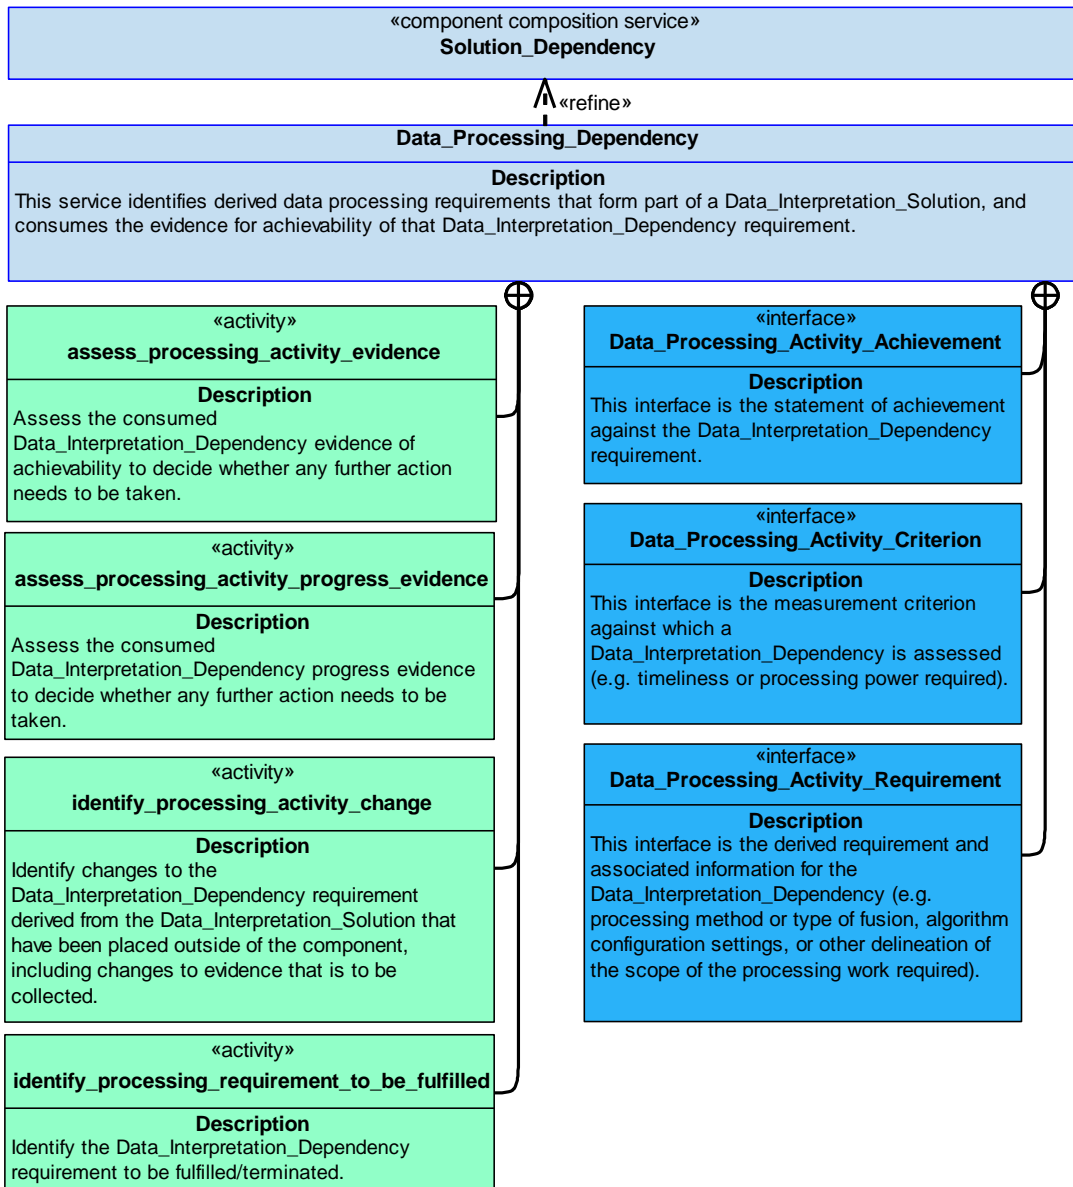 «component composition service»
Solution_Dependency
«refine»
Data_Processing_Dependency
Description
This service identifies derived data processing requirements that form part of a Data_Interpretation_Solution, and
consumes the evidence for achievability of that Data_Interpretation_Dependency requirement.
«activity»
assess_processing_activity_evidence
Description
Assess the consumed
Data_Interpretation_Dependency evidence of
achievability to decide whether any further action
needs to be taken.
«activity»
assess_processing_activity_progress_evidence
Description
Assess the consumed
Data_Interpretation_Dependency progress evidence
to decide whether any further action needs to be
taken.
«activity»
identify_processing_activity_change
Description
Identify changes to the
Data_Interpretation_Dependency requirement
derived from the Data_Interpretation_Solution that
have been placed outside of the component,
including changes to evidence that is to be
collected.
«activity»
identify_processing_requirement_to_be_fulfilled
Description
Identify the Data_Interpretation_Dependency
requirement to be fulfilled/terminated.
«interface»
Data_Processing_Activity_Achievement
Description
This interface is the statement of achievement
against the Data_Interpretation_Dependency
requirement.
«interface»
Data_Processing_Activity_Criterion
Description
This interface is the measurement criterion
against which a
Data_Interpretation_Dependency is assessed
(e.g. timeliness or processing power required).
«interface»
Data_Processing_Activity_Requirement
Description
This interface is the derived requirement and
associated information for the
Data_Interpretation_Dependency (e.g.
processing method or type of fusion, algorithm
configuration settings, or other delineation of
the scope of the processing work required).